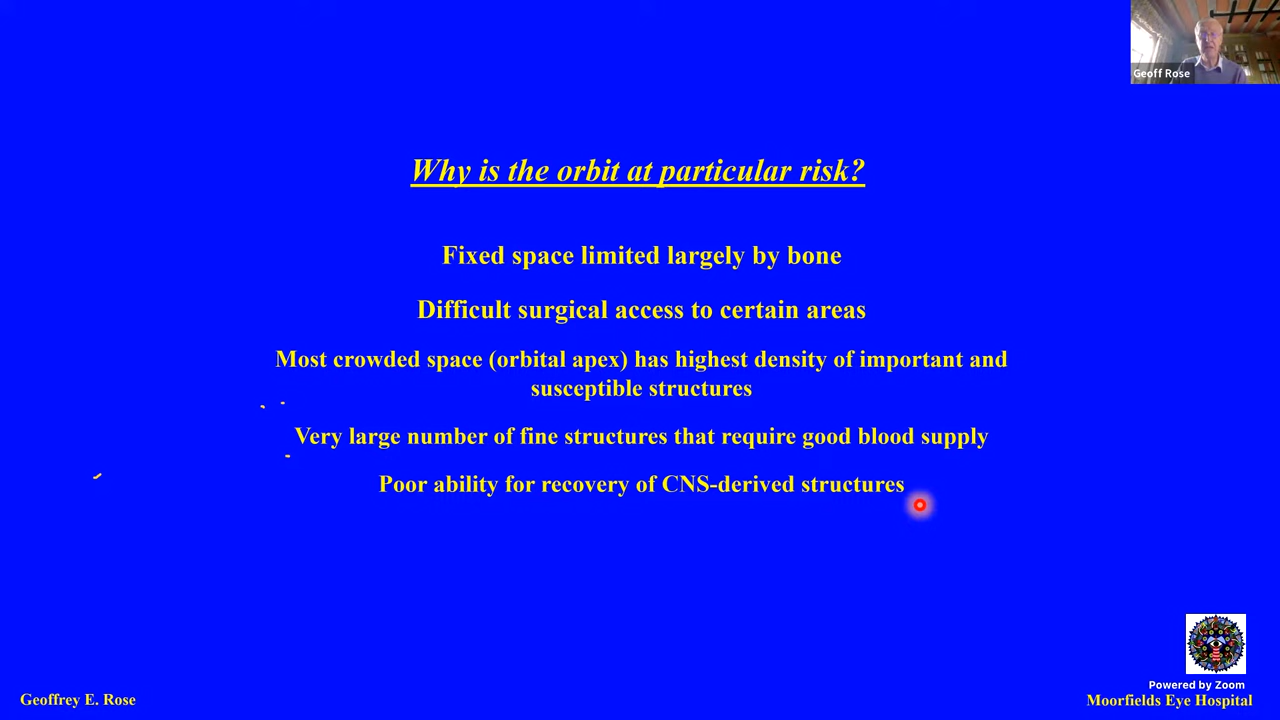 Geoff Rose
Why is the orbit at particular risk?
Fixed space limited largely by bone
Difficult surgical access to certain areas
Most crowded space (orbital apex) has highest density of important and
susceptible structures
Very large number of fine structures that require good blood supply
Poor ability for recovery of CNS-derived structures
Powered by Zoom
Geoffrey E. Rose
Moorfields Eye Hospital